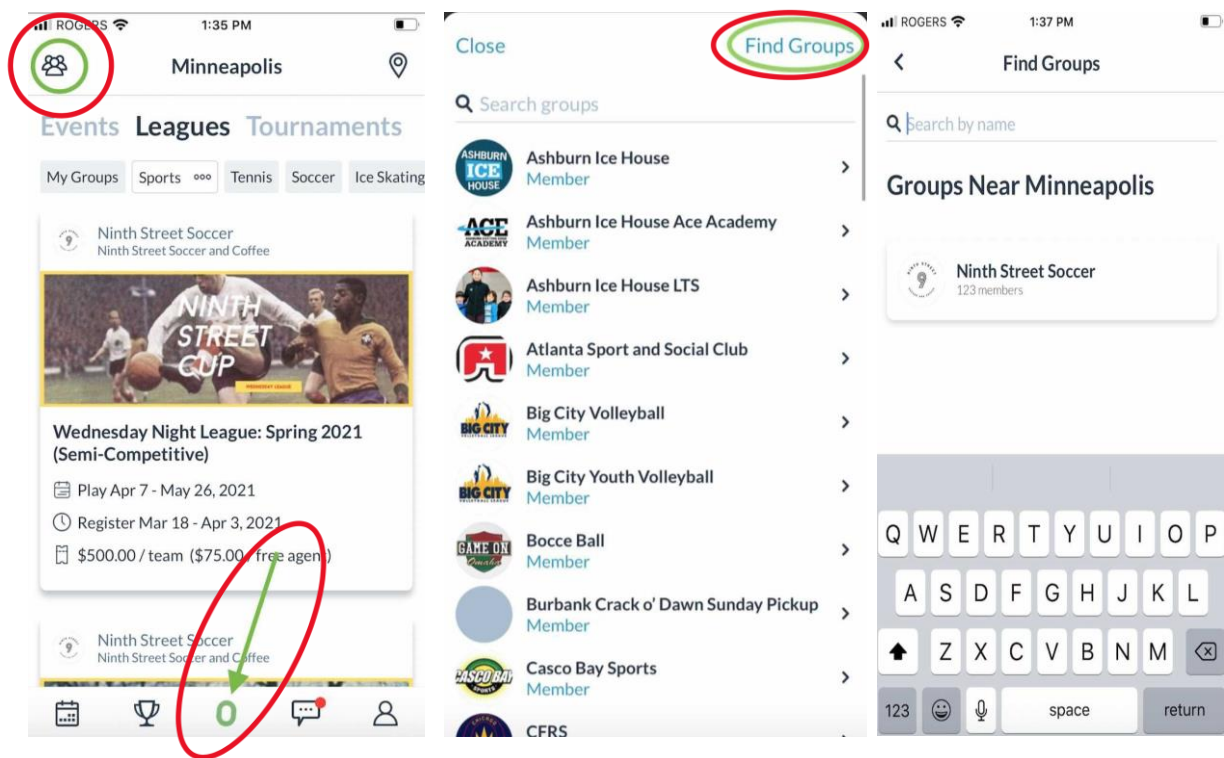 ROGERS 1:35 PM
Minneapolis
Events Leagues Tournaments
My Groups Sports Tennis Soccer Ice Skating
Ninth Street Soccer
Ninth Street Soccer and Coffee
NINTH
STREET
CUP
WEDNESDAY LEAGUE
Wednesday Night League: Spring 2021
(Semi-Competitive)
Play Apr 7 - May 26, 2021
Register Mar 18 - Apr 3, 2021
$500.00 / team ($75.00 / free agent)
Ninth Street Soccer
Ninth Street Soccer and Coffee
Close Find Groups
Search groups
ASHBURN
ICE
HOUSE
Ashburn Ice House
Member
ACE
ACADEMY
Ashburn Ice House Ace Academy
Member
Ashburn Ice House LTS
Member
Atlanta Sport and Social Club
Member
BIG CITY
Big City Volleyball
Member
BIG CITY
Big City Youth Volleyball
Member
GAME ON
Omaha
Bocce Ball
Member
Burbank Crack o' Dawn Sunday Pickup
Member
CASCO BAY
SPORTS
Casco Bay Sports
Member
CFRS
ROGERS 1:37 PM
Find Groups
Search by name
Groups Near Minneapolis
9
Ninth Street Soccer
123 members
Q W E R T Y U I O P
A S D F G H J K L
Z X C V B N M
123 space return